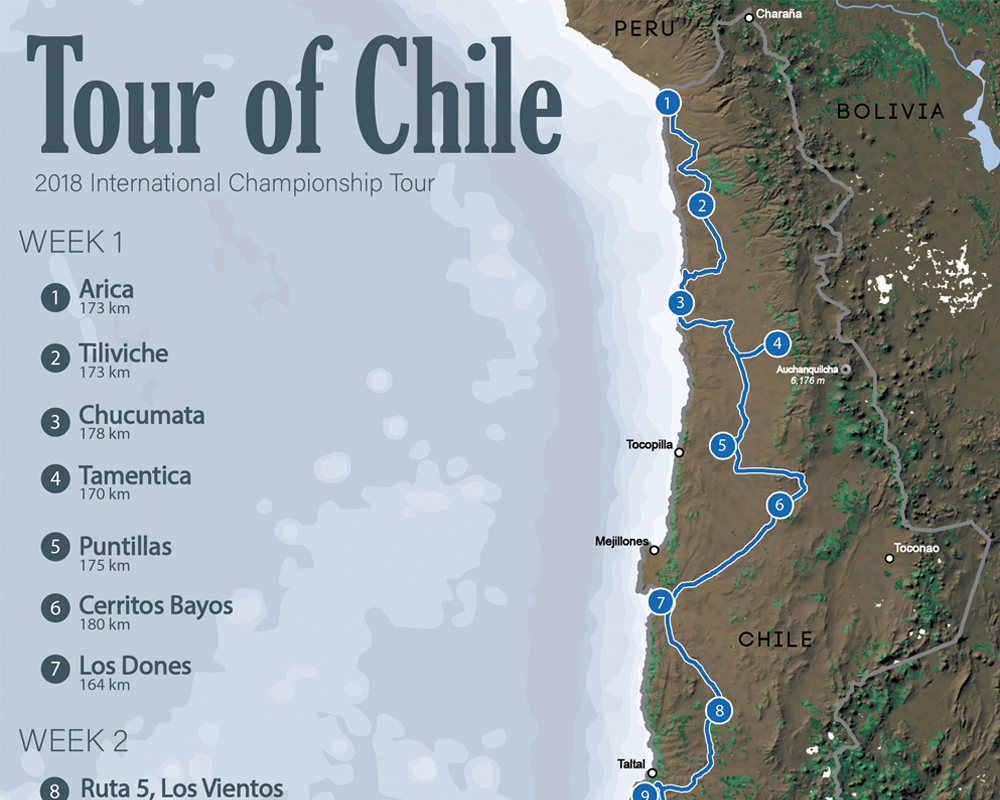 Tour of Chile
2018 International Championship Tour
WEEK 1
1 Arica
173 km
2 Tiliviche
173 km
3 Chucumata
178 km
4 Tamentica
170 km
5 Puntillas
175 km
6 Cerritos Bayos
180 km
7 Los Dones
164 km
WEEK 2
8 Ruta 5, Los Vientos
PERU
Charaña
BOLIVIA
1
2
3
4
Auchanquilcha
6,176 m
Tocopilla
5
6
Mejillones
Toconao
7
CHILE
8
Taltal
9